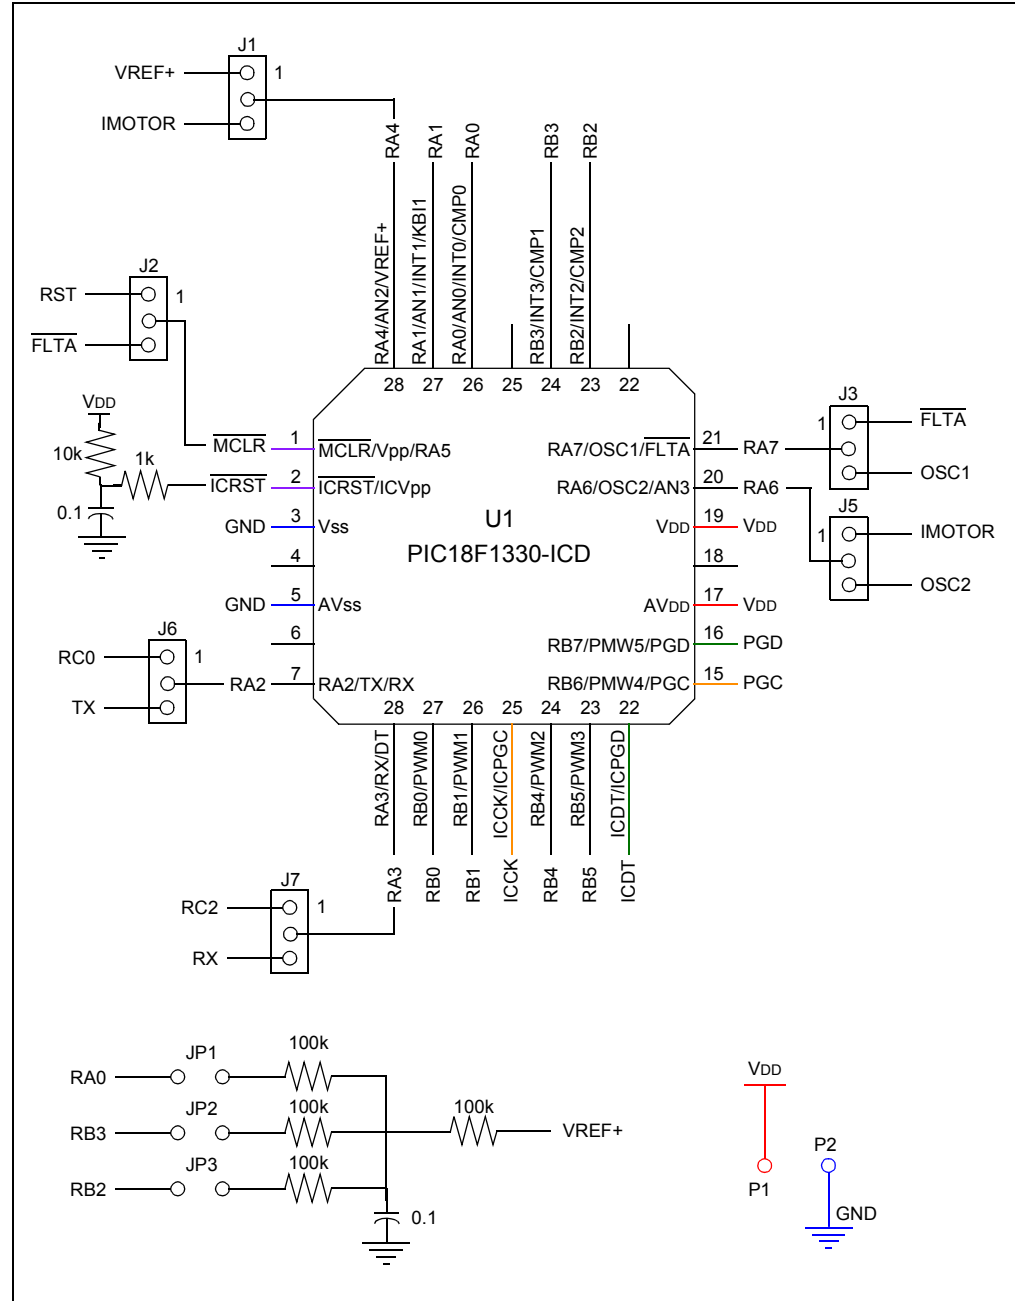 J1
VREF+
1
IMOTOR
RA4
RA1
RA0
RB3
RB2
RA4/AN2/VREF+
RA1/AN1/INT1/KBI1
RA0/AN0/INT0/CMP0
RB3/INT3/CMP1
RB2/INT2/CMP2
J2
RST
1
FLTA
28 27 26 25 24 23 22
VDD
10k
1k
0.1
MCLR 1 MCLR/Vpp/RA5
ICRST 2 ICRST/ICVpp
GND 3 Vss
4
GND 5 AVss
6
RA2 7 RA2/TX/RX
U1
PIC18F1330-ICD
RA7/OSC1/FLTA 21 RA7
RA6/OSC2/AN3 20 RA6
VDD 19 VDD
18
AVDD 17 VDD
RB7/PMW5/PGD 16 PGD
RB6/PMW4/PGC 15 PGC
J3
1
FLTA
OSC1
J5
1
IMOTOR
OSC2
J6
RC0
1
TX
28 27 26 25 24 23 22
RA3/RX/DT
RB0/PWM0
RB1/PWM1
ICCK/ICPGC
RB4/PWM2
RB5/PWM3
ICDT/ICPGD
RA3
RB0
RB1
ICCK
RB4
RB5
ICDT
J7
RC2
1
RX
RA0 JP1 100k
RB3 JP2 100k
RB2 JP3 100k
100k
VREF+
0.1
VDD
P1
P2
GND